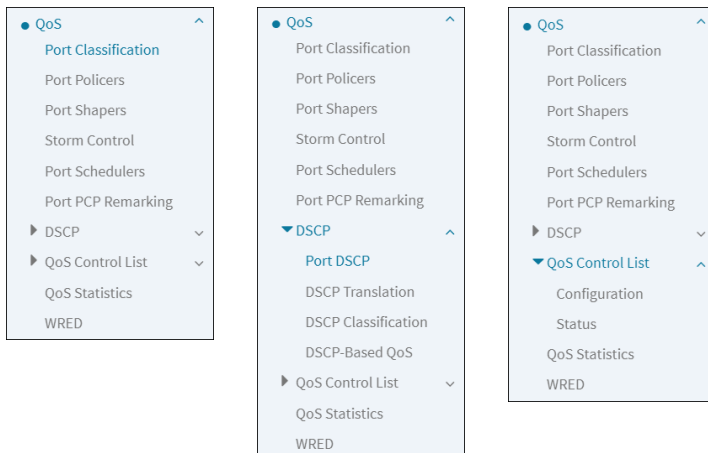 QoS
Port Classification
Port Policers
Port Shapers
Storm Control
Port Schedulers
Port PCP Remarking
DSCP
QoS Control List
QoS Statistics
WRED
QoS
Port Classification
Port Policers
Port Shapers
Storm Control
Port Schedulers
Port PCP Remarking
DSCP
Port DSCP
DSCP Translation
DSCP Classification
DSCP-Based QoS
QoS Control List
QoS Statistics
WRED
QoS
Port Classification
Port Policers
Port Shapers
Storm Control
Port Schedulers
Port PCP Remarking
DSCP
QoS Control List
Configuration
Status
QoS Statistics
WRED